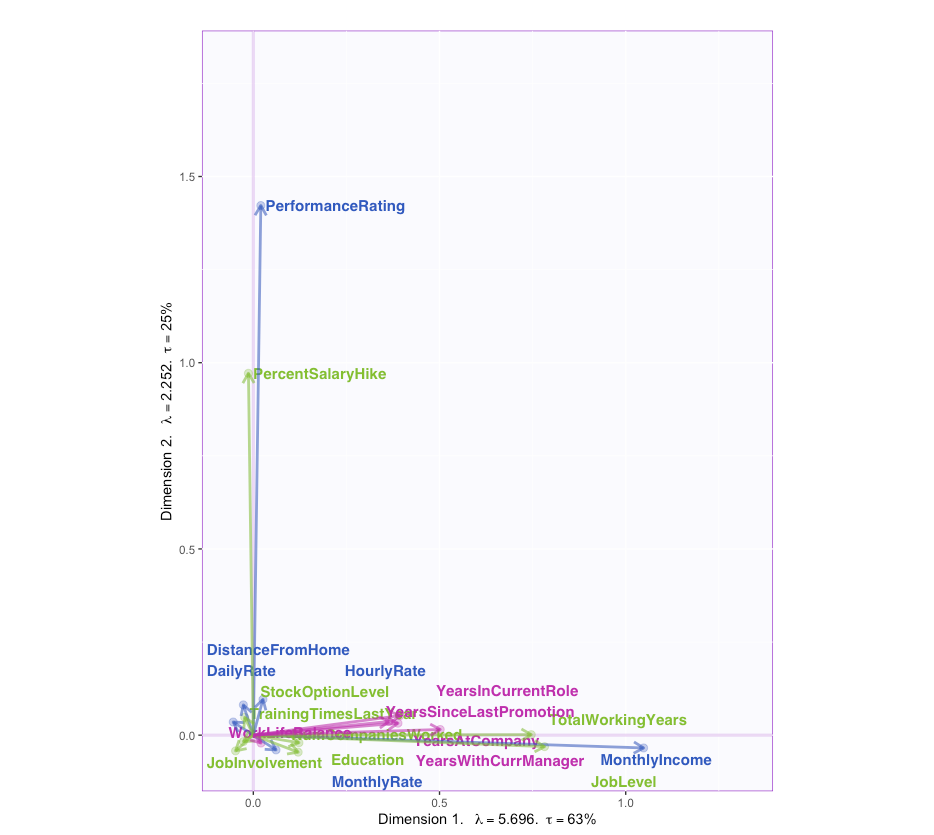 1.5
PerformanceRating
PercentSalaryHike
1.0
0.5
DistanceFromHome
DailyRate
HourlyRate
StockOptionLevel
YearsInCurrentRole
YearsSinceLastPromotion
TotalWorkingYears
0.0
WorkLifeBalance
YearsAtCompany
JobInvolvement
Education
YearsWithCurrManager
MonthlyIncome
MonthlyRate
JobLevel
0.0
0.5
1.0
Dimension 1. λ = 5.696. τ = 63%
Dimension 2. λ = 2.252. τ = 25%